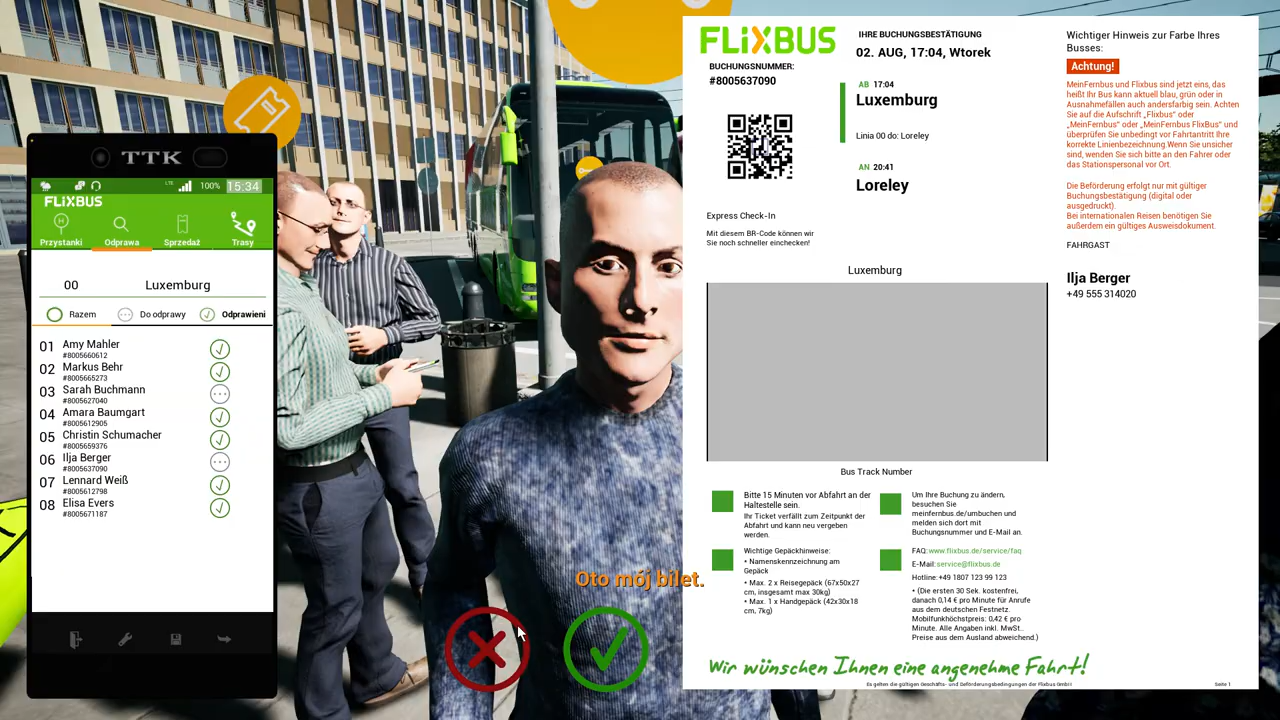 TTK
LTE 100% 15:34
FLiXBUS
Przystanki Odprawa Sprzedaż Trasy
00 Luxemburg
Razem Do odprawy Odprawieni
01 Amy Mahler
#8005660612
02 Markus Behr
#8005665273
03 Sarah Buchmann
#8005627040
04 Amara Baumgart
#8005612905
05 Christin Schumacher
#8005659376
06 Ilja Berger
#8005637090
07 Lennard Weiß
#8005612798
08 Elisa Evers
#8005671187
Oto mój bilet.
FLiXBUS
BUCHUNGSNUMMER:
#8005637090
IHRE BUCHUNGSBESTÄTIGUNG
02. AUG, 17:04, Wtorek
AB 17:04
Luxemburg
Linia 00 do: Loreley
AN 20:41
Loreley
Express Check-In
Mit diesem BR-Code können wir
Sie noch schneller einchecken!
Luxemburg
Bus Track Number
Bitte 15 Minuten vor Abfahrt an der
Haltestelle sein.
Ihr Ticket verfällt zum Zeitpunkt der
Abfahrt und kann neu vergeben
werden.
Wichtige Gepäckhinweise:
• Namenskennzeichnung am
Gepäck
• Max. 2 x Reisegepäck (67x50x27
cm, insgesamt max 30kg)
• Max. 1 x Handgepäck (42x30x18
cm, 7kg)
Um Ihre Buchung zu ändern,
besuchen Sie
meinfernbus.de/umbuchen und
melden sich dort mit
Buchungsnummer und E-Mail an.
FAQ: www.flixbus.de/service/faq
E-Mail: service@flixbus.de
Hotline: +49 1807 123 99 123
• (Die ersten 30 Sek. kostenfrei,
danach 0,14 € pro Minute für Anrufe
aus dem deutschen Festnetz.
Mobilfunkhöchstpreis: 0,42 € pro
Minute. Alle Angaben inkl. MwSt..
Preise aus dem Ausland abweichend.)
Wichtiger Hinweis zur Farbe Ihres
Busses:
Achtung!
MeinFernbus und Flixbus sind jetzt eins, das
heißt Ihr Bus kann aktuell blau, grün oder in
Ausnahmefällen auch andersfarbig sein. Achten
Sie auf die Aufschrift „Flixbus“ oder
„MeinFernbus“ oder „MeinFernbus FlixBus“ und
überprüfen Sie unbedingt vor Fahrtantritt Ihre
korrekte Linienbezeichnung.Wenn Sie unsicher
sind, wenden Sie sich bitte an den Fahrer oder
das Stationspersonal vor Ort.
Die Beförderung erfolgt nur mit gültiger
Buchungsbestätigung (digital oder
ausgedruckt).
Bei internationalen Reisen benötigen Sie
außerdem ein gültiges Ausweisdokument.
FAHRGAST
Ilja Berger
+49 555 314020
Wir wünschen Ihnen eine angenehme Fahrt!
Es gelten die gültigen Geschäfts- und Beförderungsbedingungen der Flixbus GmbH
Seite 1